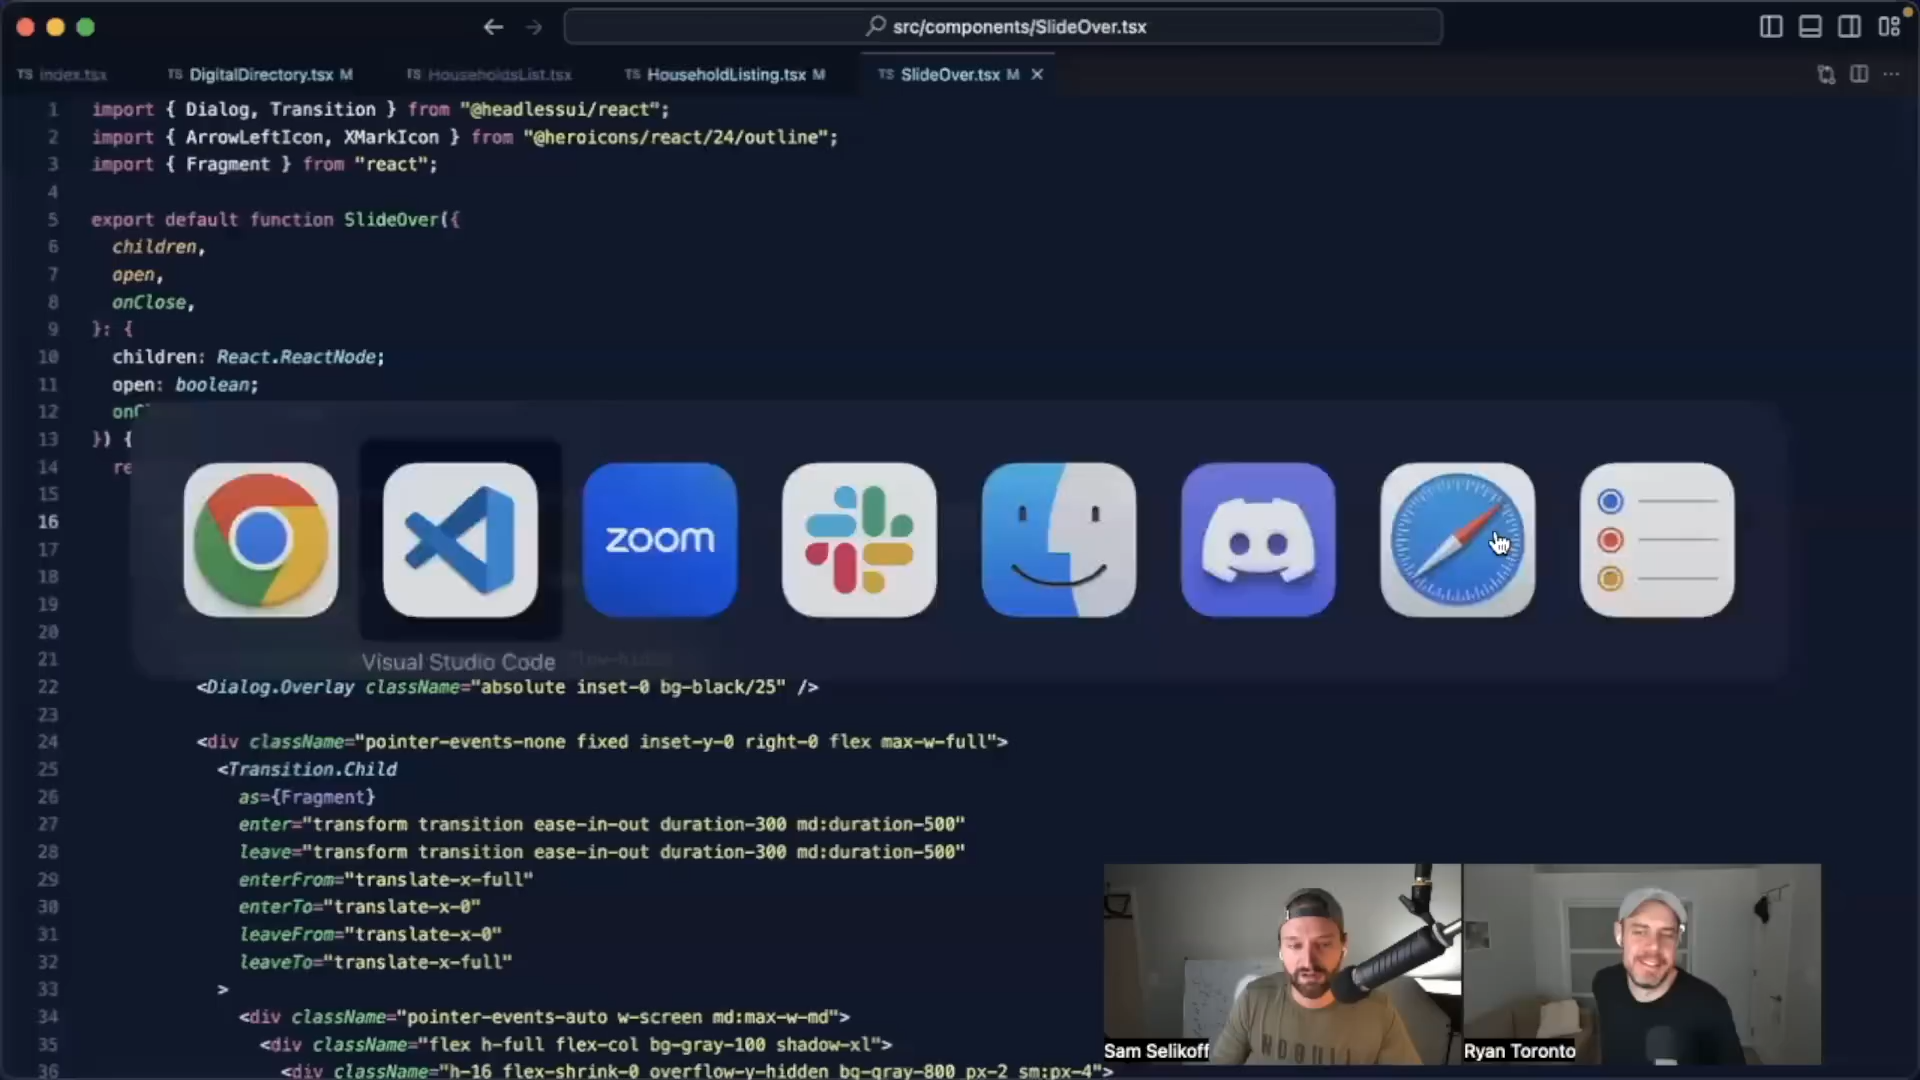 src/components/SlideOver.tsx
TS index.tsx
TS DigitalDirectory.tsx M
TS HouseholdsList.tsx
TS HouseholdListing.tsx M
TS SlideOver.tsx M
1 import { Dialog, Transition } from "@headlessui/react";
2 import { ArrowLeftIcon, XMarkIcon } from "@heroicons/react/24/outline";
3 import { Fragment } from "react";
4
5 export default function SlideOver({
6 children,
7 open,
8 onClose,
9 }: {
10 children: React.ReactNode;
11 open: boolean;
12
13 }) {
14
15
16
17
18
19
20
21
zoom
Visual Studio Code
22 <Dialog.Overlay className="absolute inset-0 bg-black/25" />
23
24 <div className="pointer-events-none fixed inset-y-0 right-0 flex max-w-full">
25 <Transition.Child
26 as={Fragment}
27 enter="transform transition ease-in-out duration-300 md:duration-500"
28 leave="transform transition ease-in-out duration-300 md:duration-500"
29 enterFrom="translate-x-full"
30 enterTo="translate-x-0"
31 leaveFrom="translate-x-0"
32 leaveTo="translate-x-full"
33 >
34 <div className="pointer-events-auto w-screen md:max-w-md">
35 <div className="flex h-full flex-col bg-gray-100 shadow-xl">
36 <div className="h-16 flex-shrink-0 overflow-y-hidden bg-gray-800 px-2 sm:px-4">
Sam Selikoff
Ryan Toronto